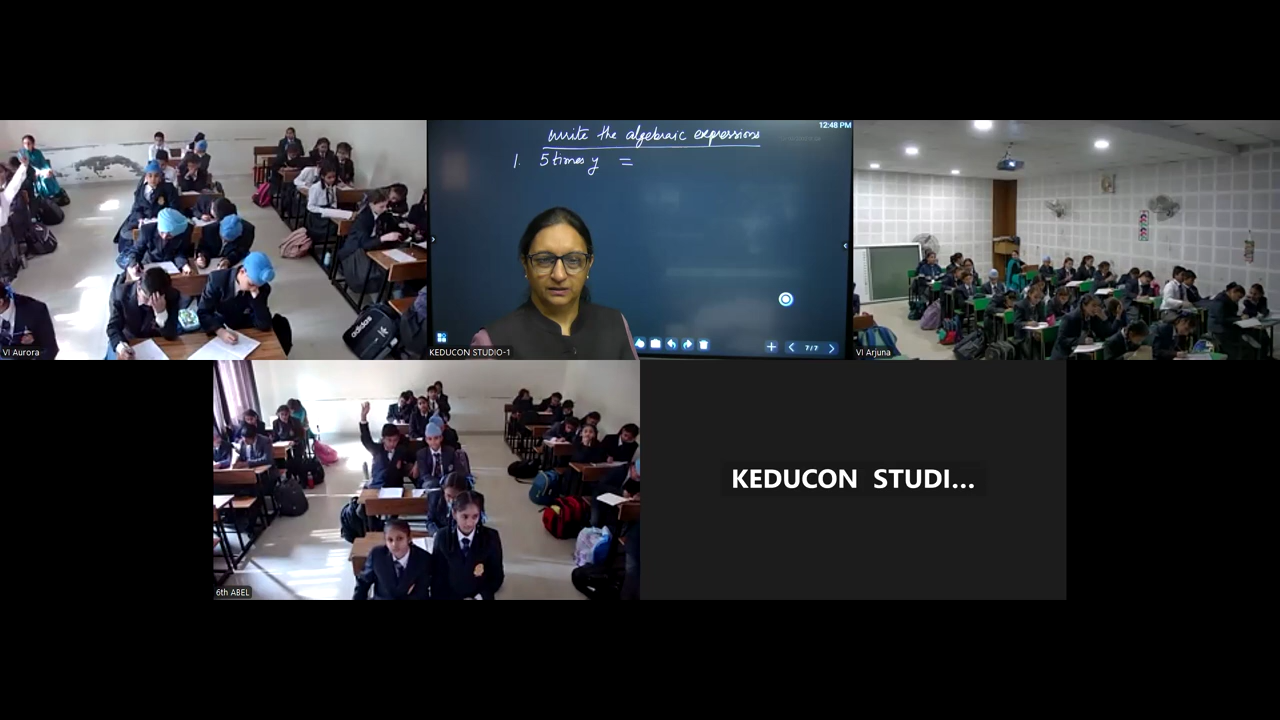 12:48 PM
write the algebraic expressions
1. 5 times y =
VI Aurora
KEDUCON STUDIO-1
7/7
VI Arjuna
KEDUCON STUDI...
6th ABEL